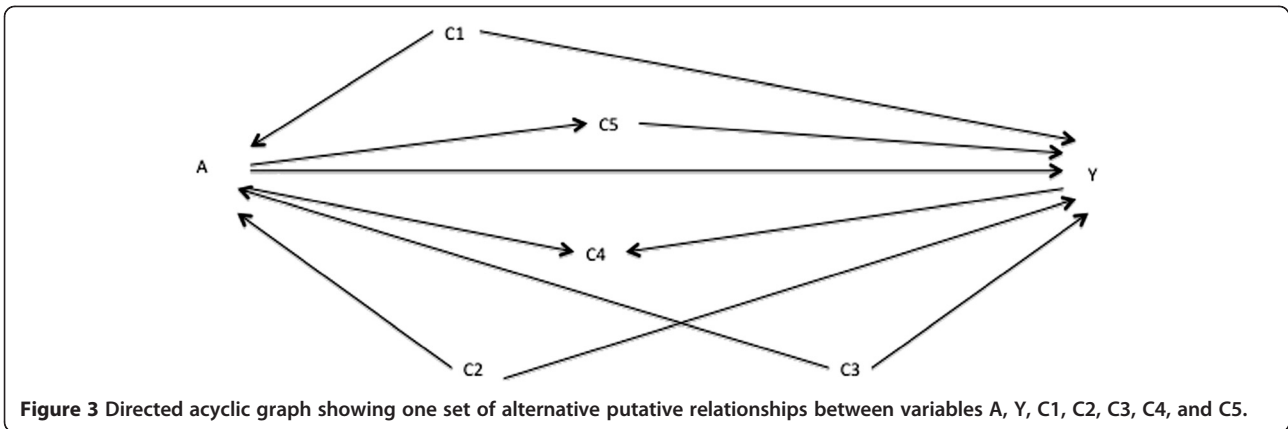 C1
C5
A
Y
C4
C2
C3
Figure 3 Directed acyclic graph showing one set of alternative putative relationships between variables A, Y, C1, C2, C3, C4, and C5.